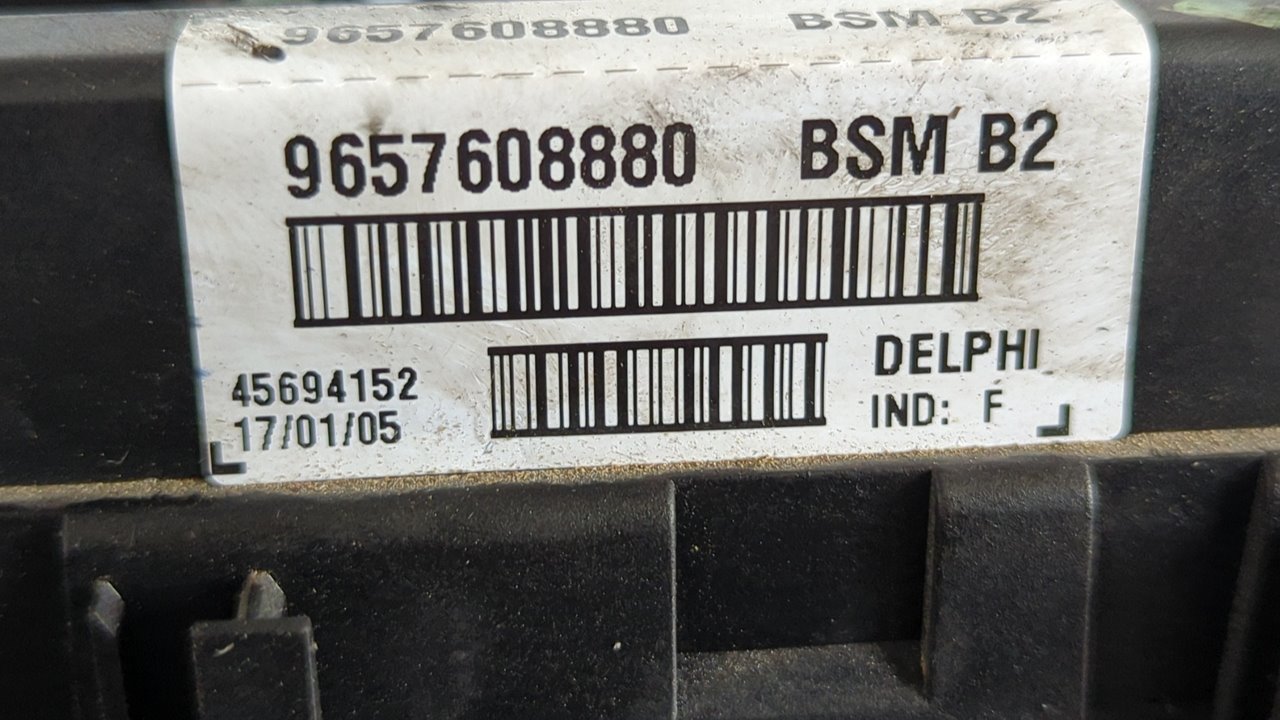 9657608880 BSM B2
9657608880 BSM B2
45694152
17/01/05
DELPHI
IND: F